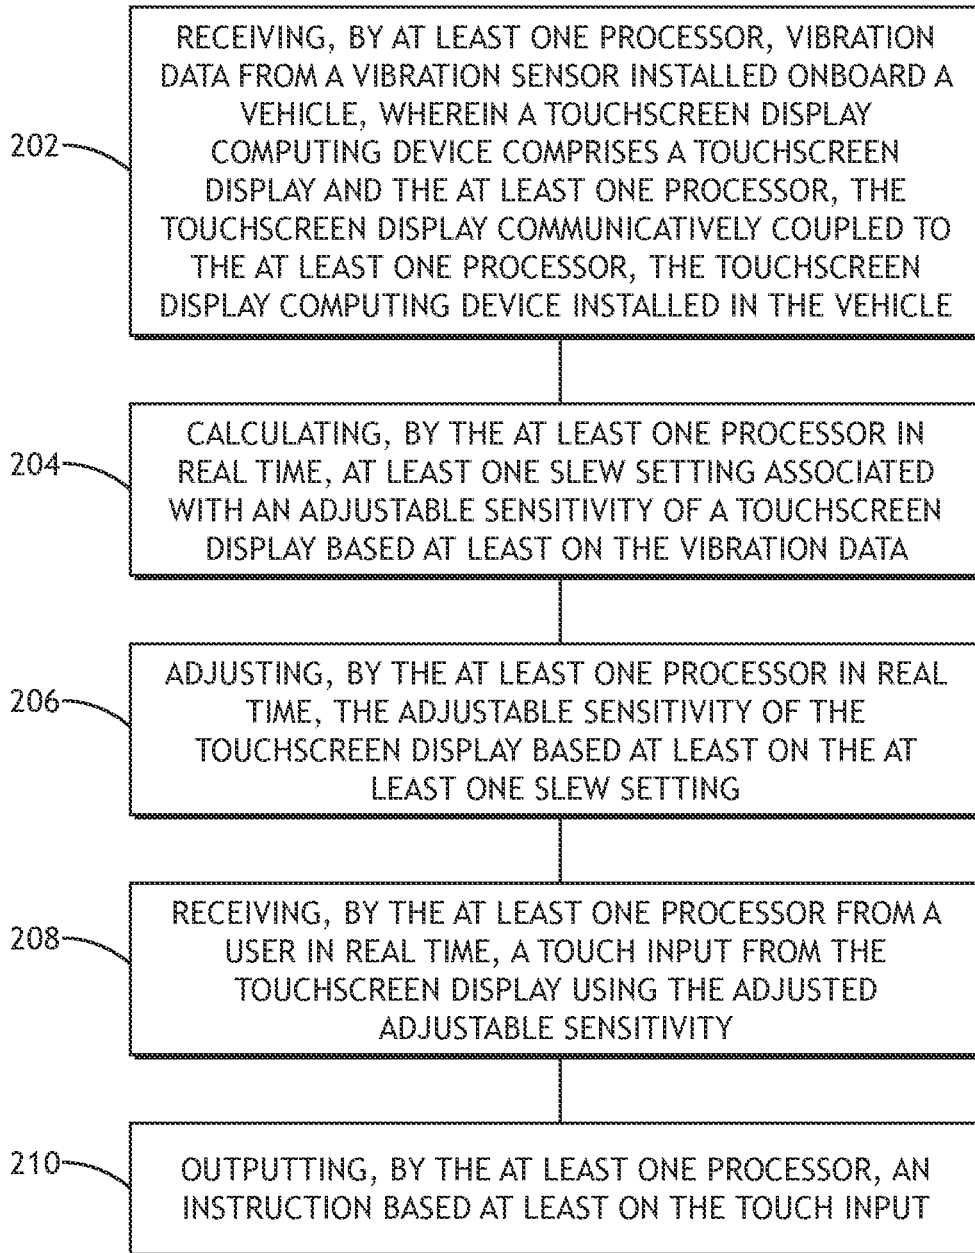 202
RECEIVING, BY AT LEAST ONE PROCESSOR, VIBRATION
DATA FROM A VIBRATION SENSOR INSTALLED ONBOARD A
VEHICLE, WHEREIN A TOUCHSCREEN DISPLAY
COMPUTING DEVICE COMPRISES A TOUCHSCREEN
DISPLAY AND THE AT LEAST ONE PROCESSOR, THE
TOUCHSCREEN DISPLAY COMMUNICATIVELY COUPLED TO
THE AT LEAST ONE PROCESSOR, THE TOUCHSCREEN
DISPLAY COMPUTING DEVICE INSTALLED IN THE VEHICLE
204
CALCULATING, BY THE AT LEAST ONE PROCESSOR IN
REAL TIME, AT LEAST ONE SLEW SETTING ASSOCIATED
WITH AN ADJUSTABLE SENSITIVITY OF A TOUCHSCREEN
DISPLAY BASED AT LEAST ON THE VIBRATION DATA
206
ADJUSTING, BY THE AT LEAST ONE PROCESSOR IN REAL
TIME, THE ADJUSTABLE SENSITIVITY OF THE
TOUCHSCREEN DISPLAY BASED AT LEAST ON THE AT
LEAST ONE SLEW SETTING
208
RECEIVING, BY THE AT LEAST ONE PROCESSOR FROM A
USER IN REAL TIME, A TOUCH INPUT FROM THE
TOUCHSCREEN DISPLAY USING THE ADJUSTED
ADJUSTABLE SENSITIVITY
210
OUTPUTTING, BY THE AT LEAST ONE PROCESSOR, AN
INSTRUCTION BASED AT LEAST ON THE TOUCH INPUT